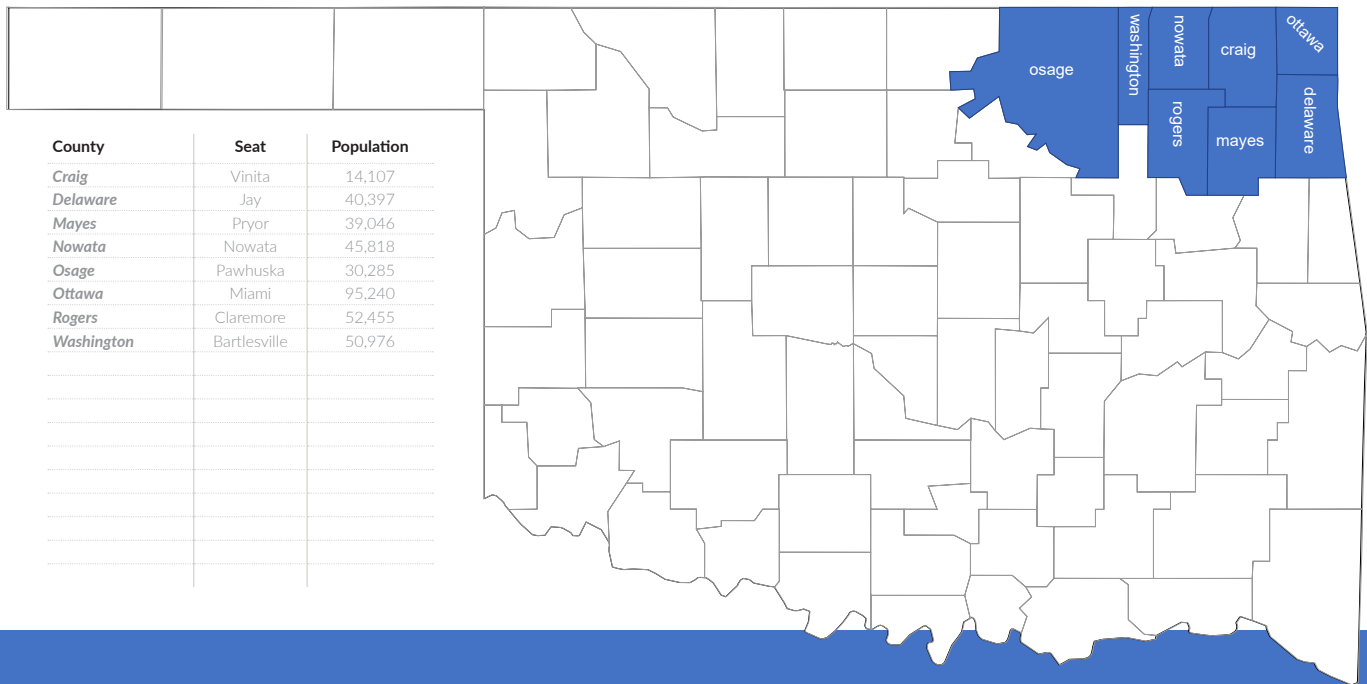 osage
washington
nowata
craig
ottawa
rogers
mayes
delaware
County Seat Population
Craig Vinita 14,107
Delaware Jay 40,397
Mayes Pryor 39,046
Nowata Nowata 45,818
Osage Pawhuska 30,285
Ottawa Miami 95,240
Rogers Claremore 52,455
Washington Bartlesville 50,976